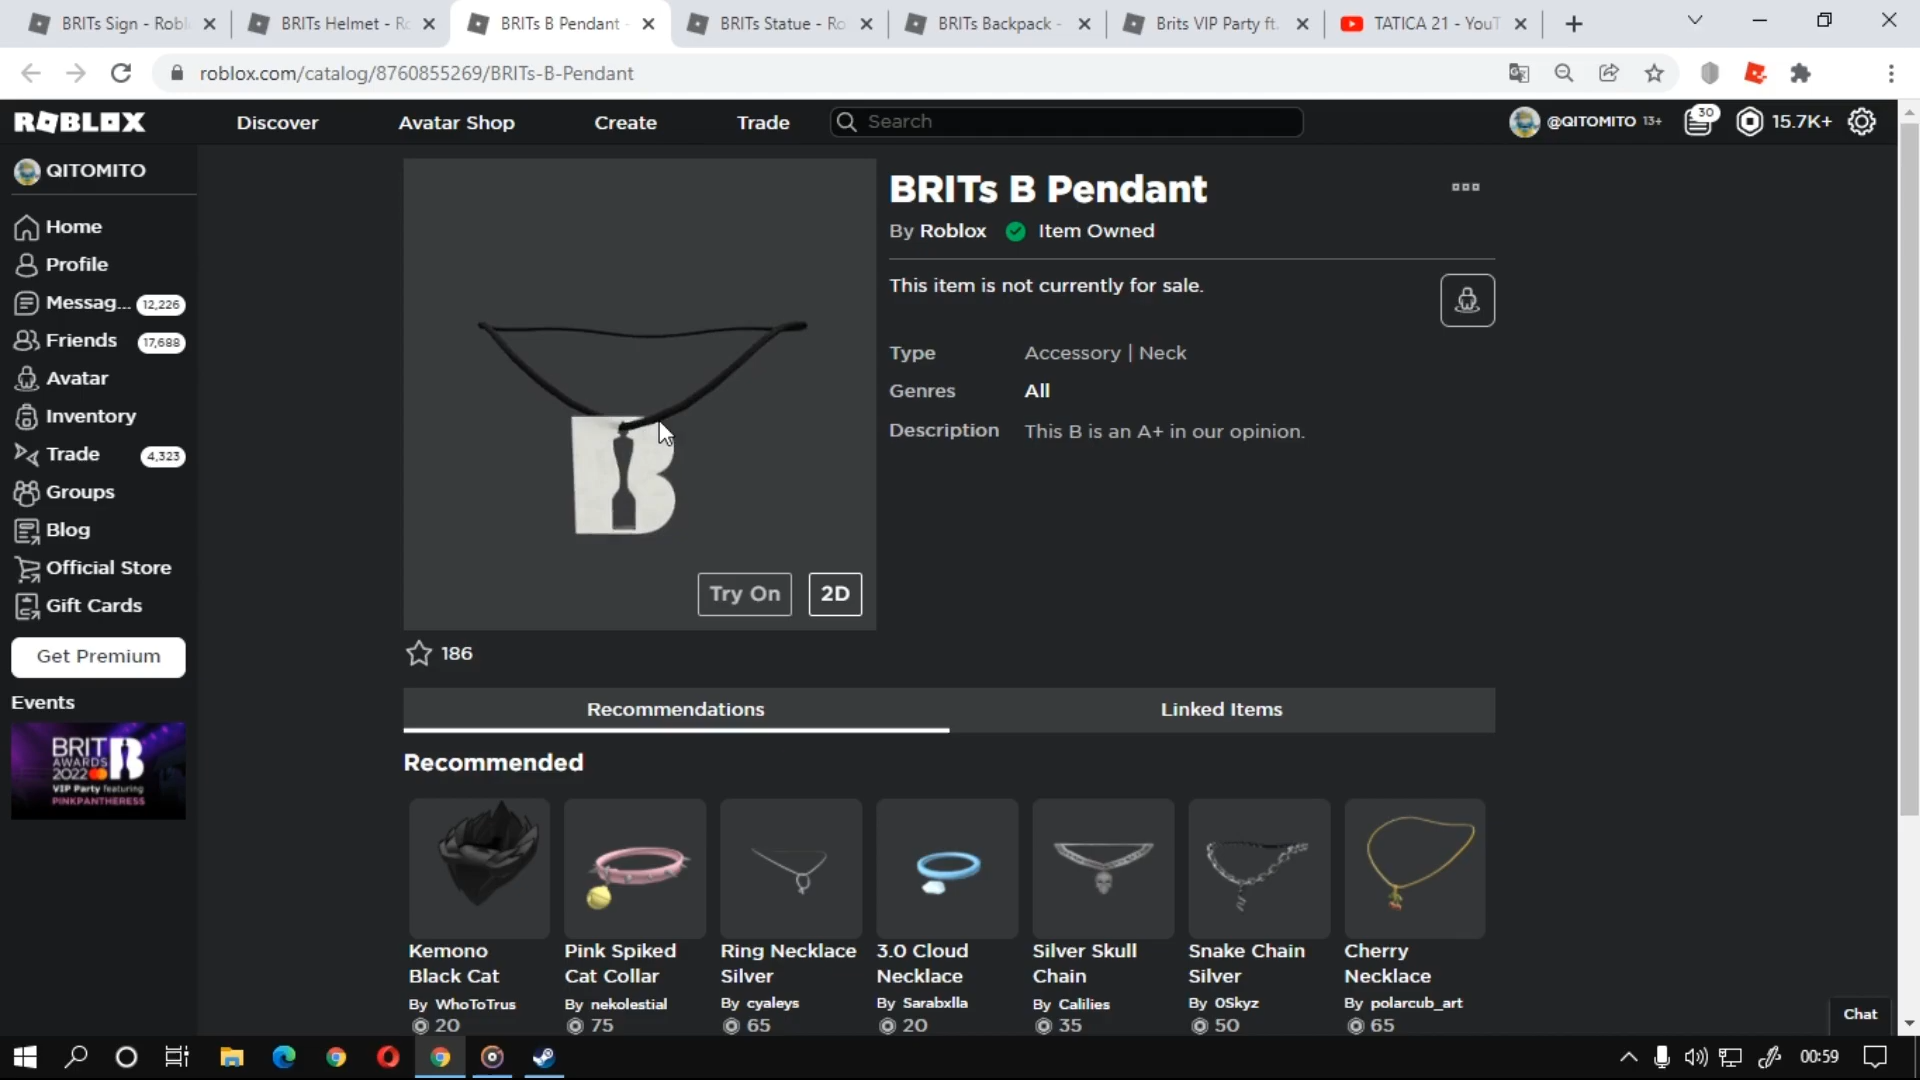 BRITs Sign - Robl
BRITs Helmet - Ro
BRITs B Pendant -
BRITs Statue - Ro
BRITs Backpack -
Brits VIP Party ft.
TATICA 21 - YouT
roblox.com/catalog/8760855269/BRITs-B-Pendant
ROBLOX
Discover
Avatar Shop
Create
Trade
Search
@QITOMITO 13+
30
15.7K+
QITOMITO
Home
Profile
Messag... 12,226
Friends 17,688
Avatar
Inventory
Trade 4,323
Groups
Blog
Official Store
Gift Cards
Get Premium
Events
BRIT
AWARDS
2022
VIP Party featuring
PINKPANTHERESS
B
Try On
2D
186
BRITs B Pendant
By Roblox Item Owned
This item is not currently for sale.
Type Accessory | Neck
Genres All
Description This B is an A+ in our opinion.
Recommendations
Linked Items
Recommended
Kemono
Black Cat
By WhoToTrus
20
Pink Spiked
Cat Collar
By nekolestial
75
Ring Necklace
Silver
By cyaleys
65
3.0 Cloud
Necklace
By Sarabxlla
20
Silver Skull
Chain
By Calilies
35
Snake Chain
Silver
By 0Skyz
50
Cherry
Necklace
By polarcub_art
65
Chat
00:59